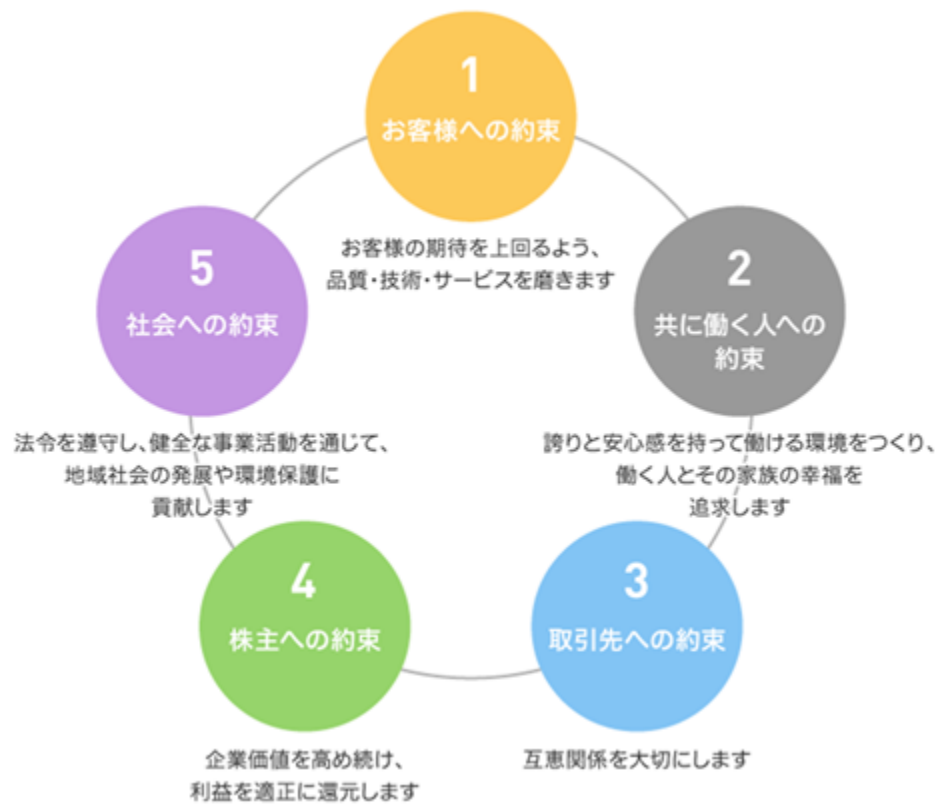 1
お客様への約束
お客様の期待を上回るよう、
品質・技術・サービスを磨きます
2
共に働く人への
約束
誇りと安心感を持って働ける環境をつくり、
働く人とその家族の幸福を
追求します
3
取引先への約束
互恵関係を大切にします
4
株主への約束
企業価値を高め続け、
利益を適正に還元します
5
社会への約束
法令を遵守し、健全な事業活動を通じて、
地域社会の発展や環境保護に
貢献します